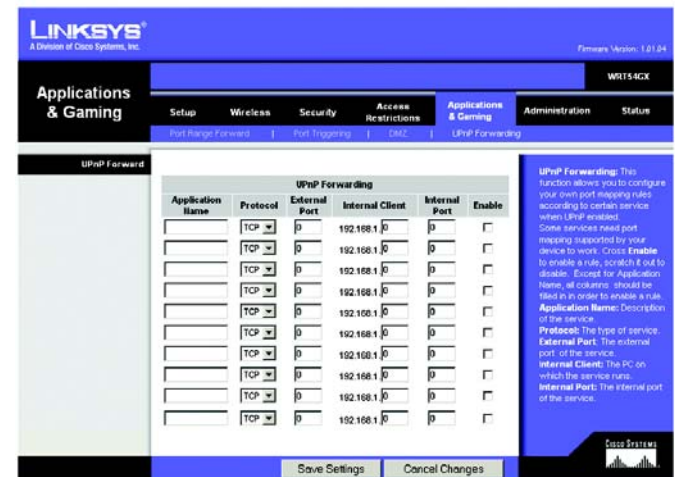 LINKSYS®
A Division of Cisco Systems, Inc.
Firmware Version: 1.01.04
WRT54GX
Applications & Gaming
Setup Wireless Security Access Restrictions Applications & Gaming Administration Status
Port Range Forward | Port Triggering | DMZ | UPnP Forwarding
UPnP Forward
UPnP Forwarding
Application Name Protocol External Port Internal Client Internal Port Enable
TCP 0 192.168.1.0 0
TCP 0 192.168.1.0 0
TCP 0 192.168.1.0 0
TCP 0 192.168.1.0 0
TCP 0 192.168.1.0 0
TCP 0 192.168.1.0 0
TCP 0 192.168.1.0 0
TCP 0 192.168.1.0 0
TCP 0 192.168.1.0 0
TCP 0 192.168.1.0 0
UPnP Forwarding: This
function allows you to configure
your own port mapping rules
according to certain service
when UPnP enabled.
Some services need port
mapping supported by your
device to work. Cross Enable
to enable a rule, scratch it out to
disable. Except for Application
Name, all columns should be
filled in in order to enable a rule.
Application Name: Description
of the service.
Protocol: The type of service.
External Port: The external
port of the service.
Internal Client: The PC on
which the service runs.
Internal Port: The internal port
of the service.
Save Settings Cancel Changes
CISCO SYSTEMS